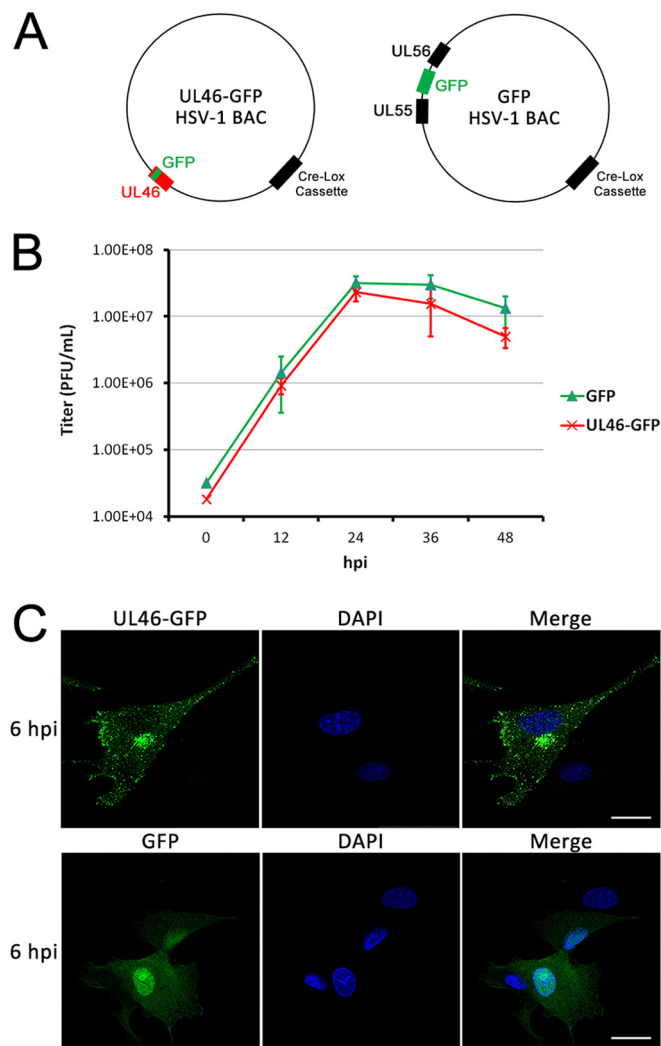 A
UL46-GFP
HSV-1 BAC
GFP
UL46
Cre-Lox
Cassette
UL56
GFP
UL55
GFP
HSV-1 BAC
Cre-Lox
Cassette
B
1.00E+08
1.00E+07
1.00E+06
1.00E+05
1.00E+04
Titer (PFU/mL)
0 12 24 36 48
hpi
GFP
UL46-GFP
C
UL46-GFP DAPI Merge
6 hpi
GFP DAPI Merge
6 hpi